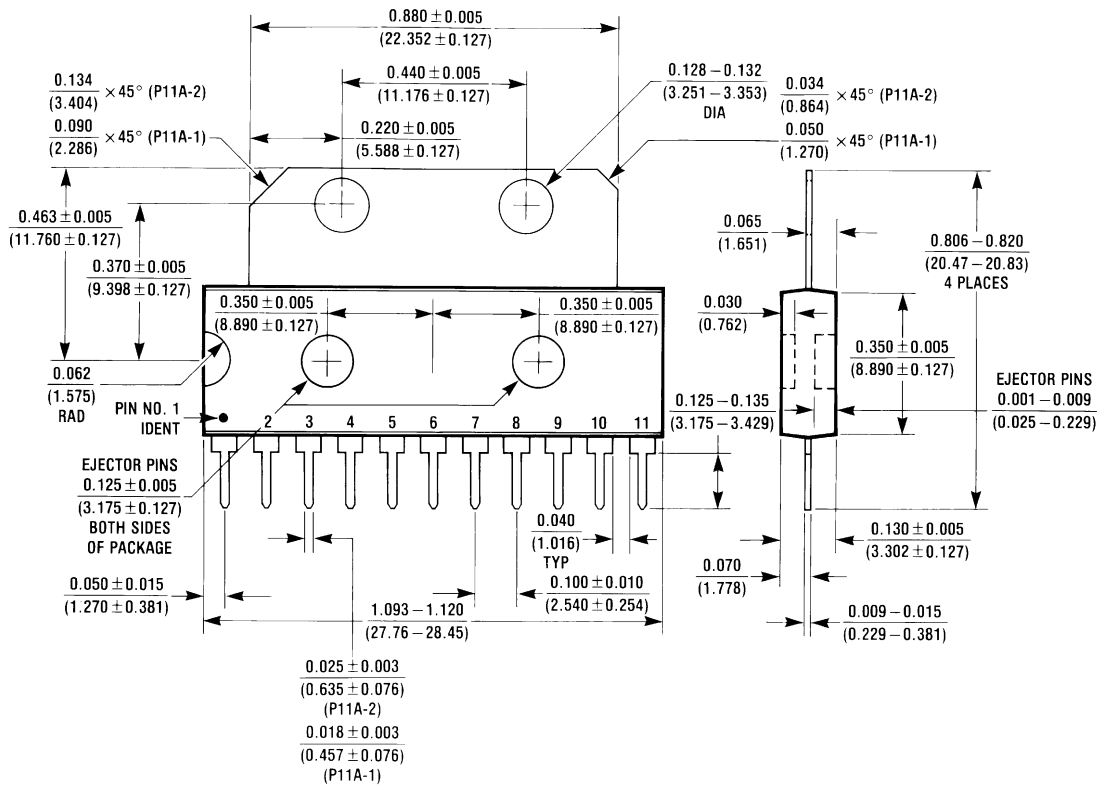 0.880 ± 0.005
(22.352 ± 0.127)
0.440 ± 0.005
(11.176 ± 0.127)
0.220 ± 0.005
(5.588 ± 0.127)
0.134
(3.404)
×45° (P11A-2)
0.090
(2.286)
×45° (P11A-1)
0.128 – 0.132
(3.251 – 3.353)
DIA
0.034
(0.864)
×45° (P11A-2)
0.050
(1.270)
×45° (P11A-1)
0.463 ± 0.005
(11.760 ± 0.127)
0.370 ± 0.005
(9.398 ± 0.127)
0.065
(1.651)
0.806 – 0.820
(20.47 – 20.83)
4 PLACES
0.350 ± 0.005
(8.890 ± 0.127)
0.350 ± 0.005
(8.890 ± 0.127)
0.030
(0.762)
0.350 ± 0.005
(8.890 ± 0.127)
0.062
(1.575)
RAD
PIN NO. 1
IDENT
2 3 4 5 6 7 8 9 10 11
0.125 – 0.135
(3.175 – 3.429)
EJECTOR PINS
0.001 – 0.009
(0.025 – 0.229)
EJECTOR PINS
0.125 ± 0.005
(3.175 ± 0.127)
BOTH SIDES
OF PACKAGE
0.040
(1.016)
TYP
0.130 ± 0.005
(3.302 ± 0.127)
0.070
(1.778)
0.050 ± 0.015
(1.270 ± 0.381)
0.100 ± 0.010
(2.540 ± 0.254)
1.093 – 1.120
(27.76 – 28.45)
0.009 – 0.015
(0.229 – 0.381)
0.025 ± 0.003
(0.635 ± 0.076)
(P11A-2)
0.018 ± 0.003
(0.457 ± 0.076)
(P11A-1)